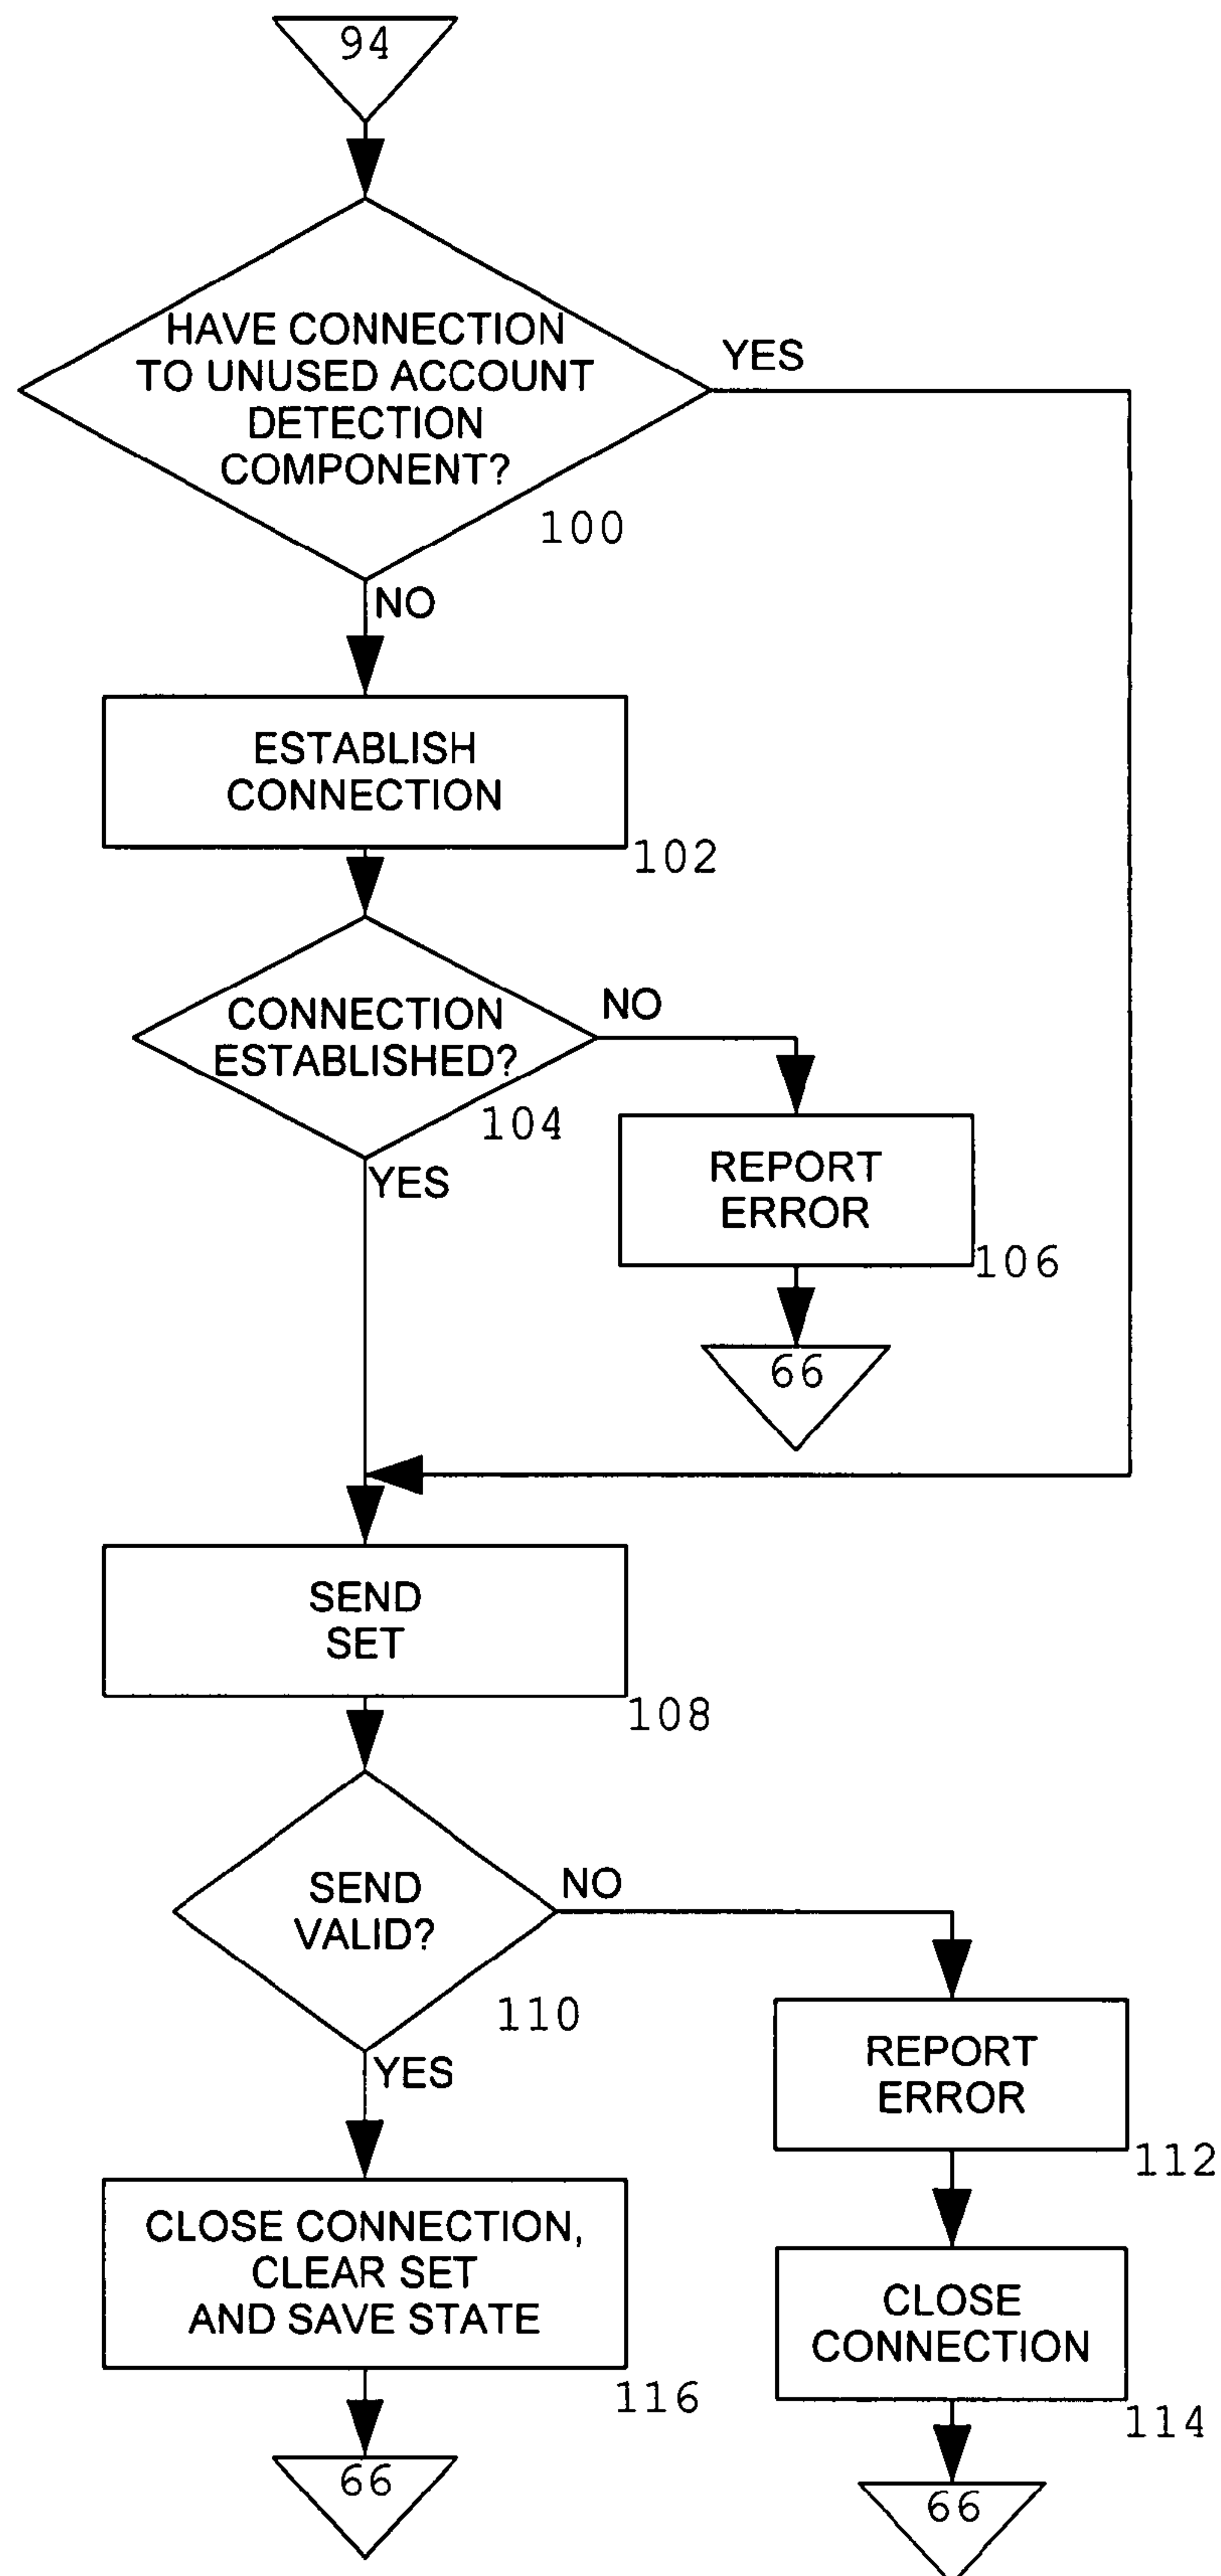 94
HAVE CONNECTION
TO UNUSED ACCOUNT
DETECTION
COMPONENT?
YES
100
NO
ESTABLISH
CONNECTION
102
CONNECTION
ESTABLISHED?
NO
104
YES
REPORT
ERROR
106
66
SEND
SET
108
SEND
VALID?
NO
110
YES
REPORT
ERROR
112
CLOSE CONNECTION,
CLEAR SET
AND SAVE STATE
116
CLOSE
CONNECTION
114
66
66